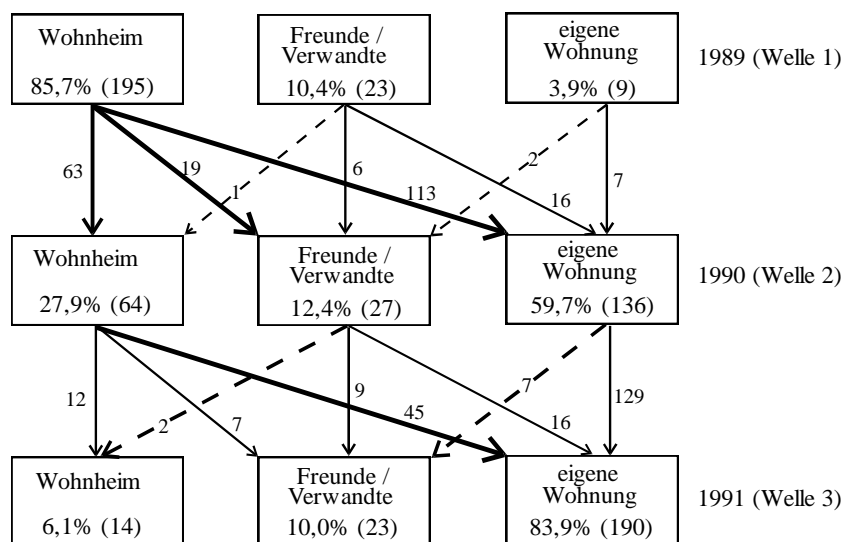 Wohnheim
85,7% (195)
Freunde /
Verwandte
10,4% (23)
eigene
Wohnung
3,9% (9)
1989 (Welle 1)
63
19
1
6
113
2
16
7
Wohnheim
27,9% (64)
Freunde /
Verwandte
12,4% (27)
eigene
Wohnung
59,7% (136)
1990 (Welle 2)
12
2
7
9
45
7
16
129
Wohnheim
6,1% (14)
Freunde /
Verwandte
10,0% (23)
eigene
Wohnung
83,9% (190)
1991 (Welle 3)